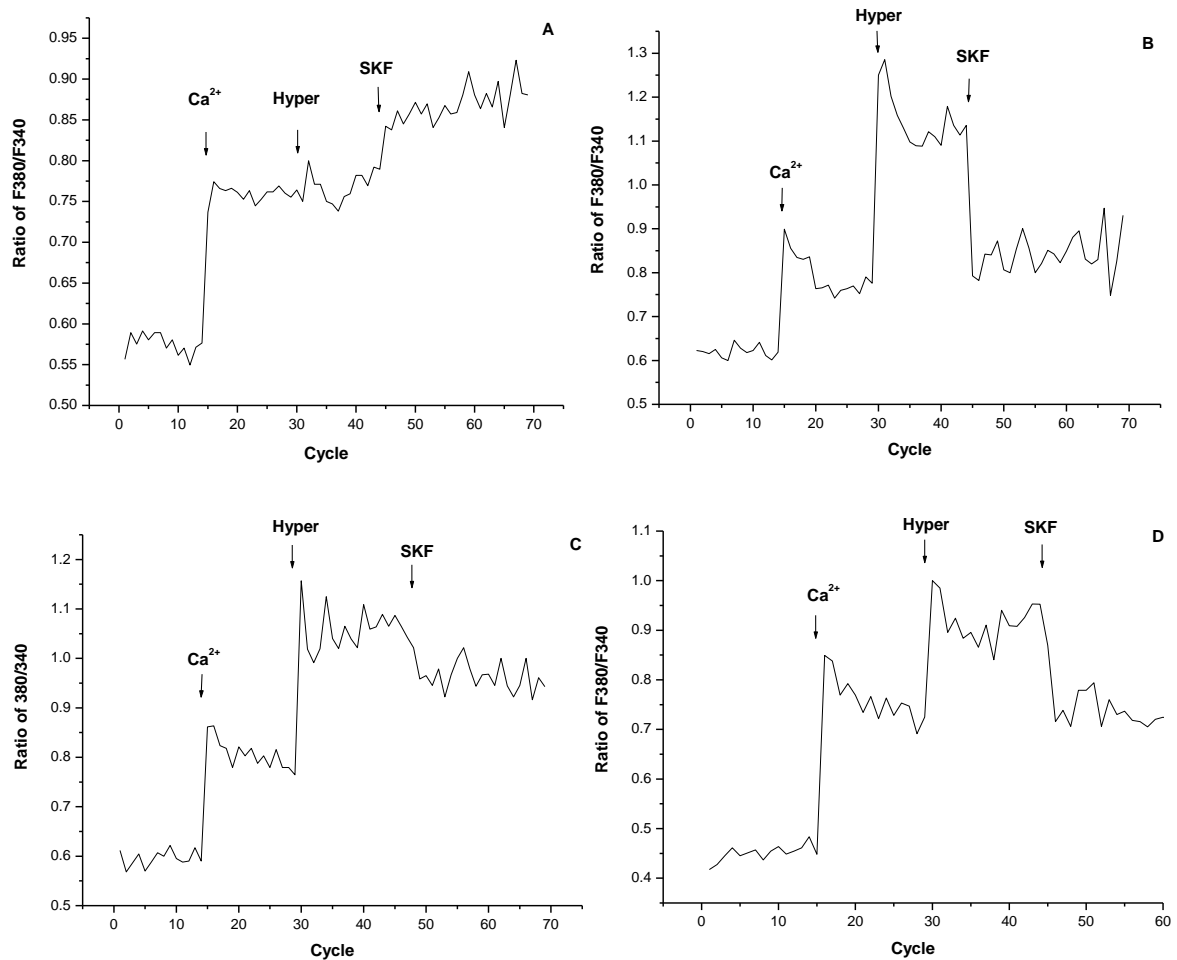 A
Ca²⁺
Hyper
SKF
Ratio of F380/F340
0.95
0.90
0.85
0.80
0.75
0.70
0.65
0.60
0.55
0.50
0 10 20 30 40 50 60 70
Cycle
B
Hyper
SKF
Ca²⁺
Ratio of F380/F340
1.3
1.2
1.1
1.0
0.9
0.8
0.7
0.6
0.5
0 10 20 30 40 50 60 70
Cycle
C
Hyper
SKF
Ca²⁺
Ratio of 380/340
1.2
1.1
1.0
0.9
0.8
0.7
0.6
0.5
0 10 20 30 40 50 60 70
Cycle
D
Hyper
SKF
Ca²⁺
Ratio of F380/F340
1.1
1.0
0.9
0.8
0.7
0.6
0.5
0.4
0 10 20 30 40 50 60
Cycle